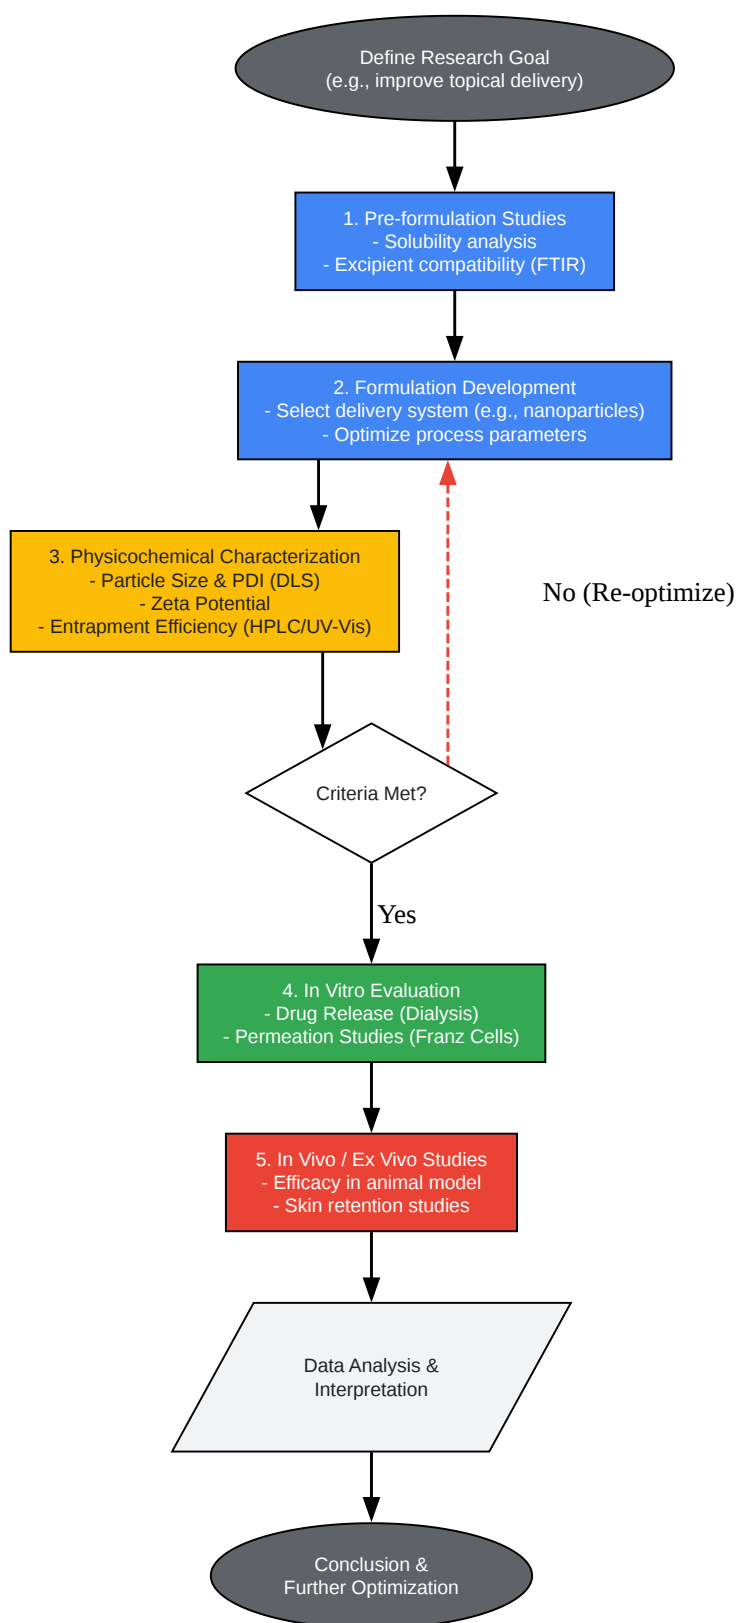 Define Research Goal
(e.g., improve topical delivery)
1. Pre-formulation Studies
- Solubility analysis
- Excipient compatibility (FTIR)
2. Formulation Development
- Select delivery system (e.g., nanoparticles)
- Optimize process parameters
3. Physicochemical Characterization
- Particle Size & PDI (DLS)
- Zeta Potential
- Entrapment Efficiency (HPLC/UV-Vis)
No (Re-optimize)
Criteria Met?
Yes
4. In Vitro Evaluation
- Drug Release (Dialysis)
- Permeation Studies (Franz Cells)
5. In Vivo / Ex Vivo Studies
- Efficacy in animal model
- Skin retention studies
Data Analysis &
Interpretation
Conclusion &
Further Optimization